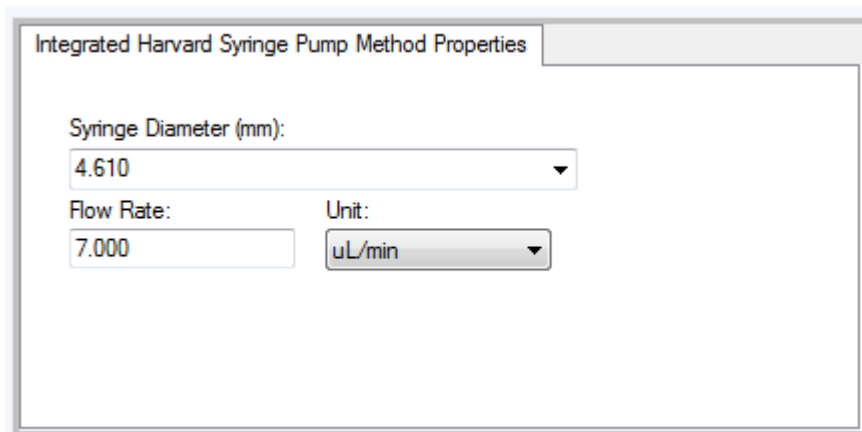 Integrated Harvard Syringe Pump Method Properties
Syringe Diameter (mm):
4.610
Flow Rate: Unit:
7.000 uL/min